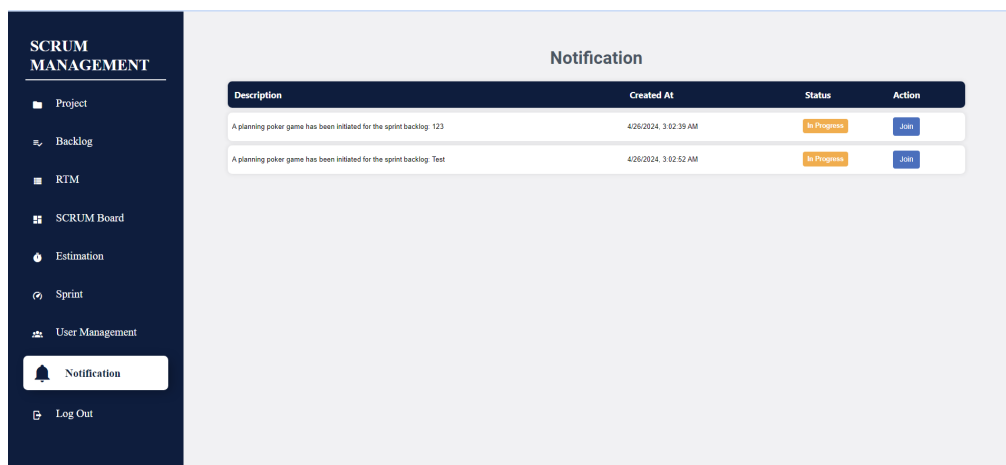 SCRUM
MANAGEMENT
Project
Backlog
RTM
SCRUM Board
Estimation
Sprint
User Management
Notification
Log Out
Notification
Description Created At Status Action
A planning poker game has been initiated for the sprint backlog: 123 4/26/2024, 3:02:39 AM In Progress Join
A planning poker game has been initiated for the sprint backlog: Test 4/26/2024, 3:02:52 AM In Progress Join